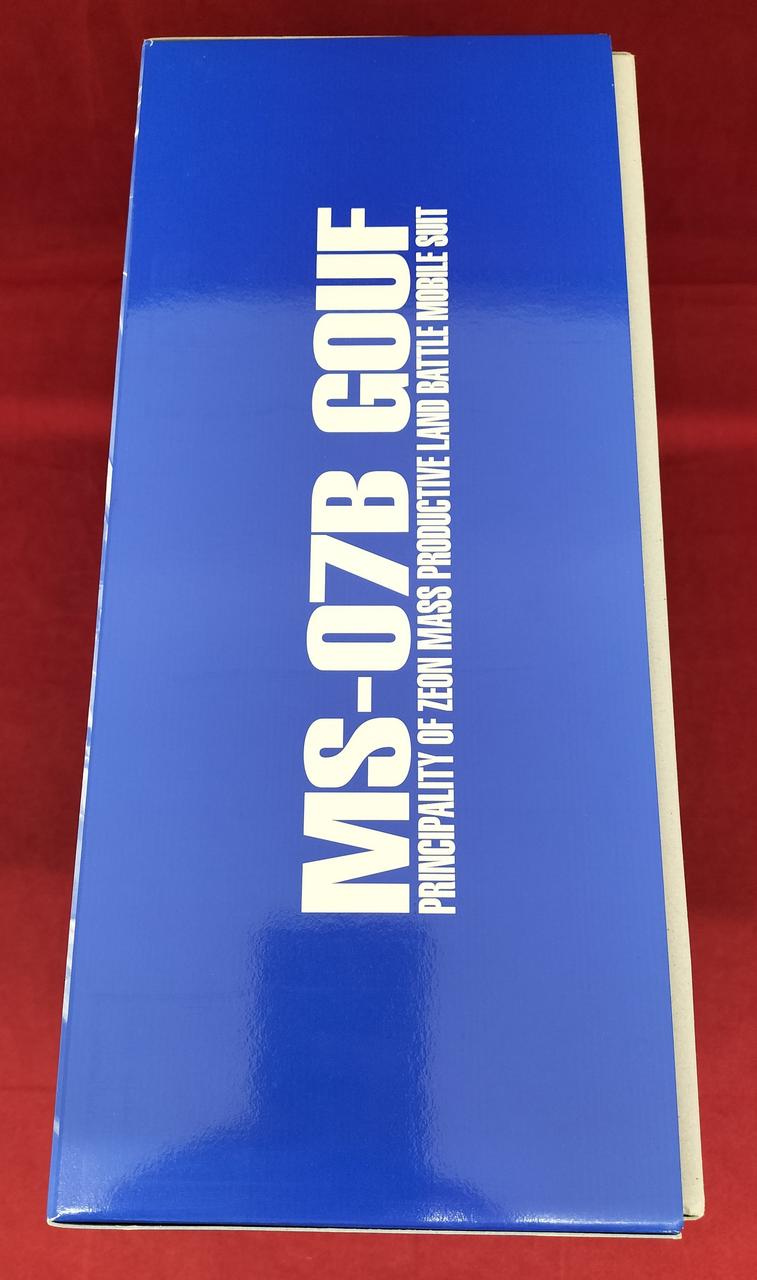 MS-07B GOUF
PRINCIPALITY OF ZEON MASS PRODUCTIVE LAND BATTLE MOBILE SUIT